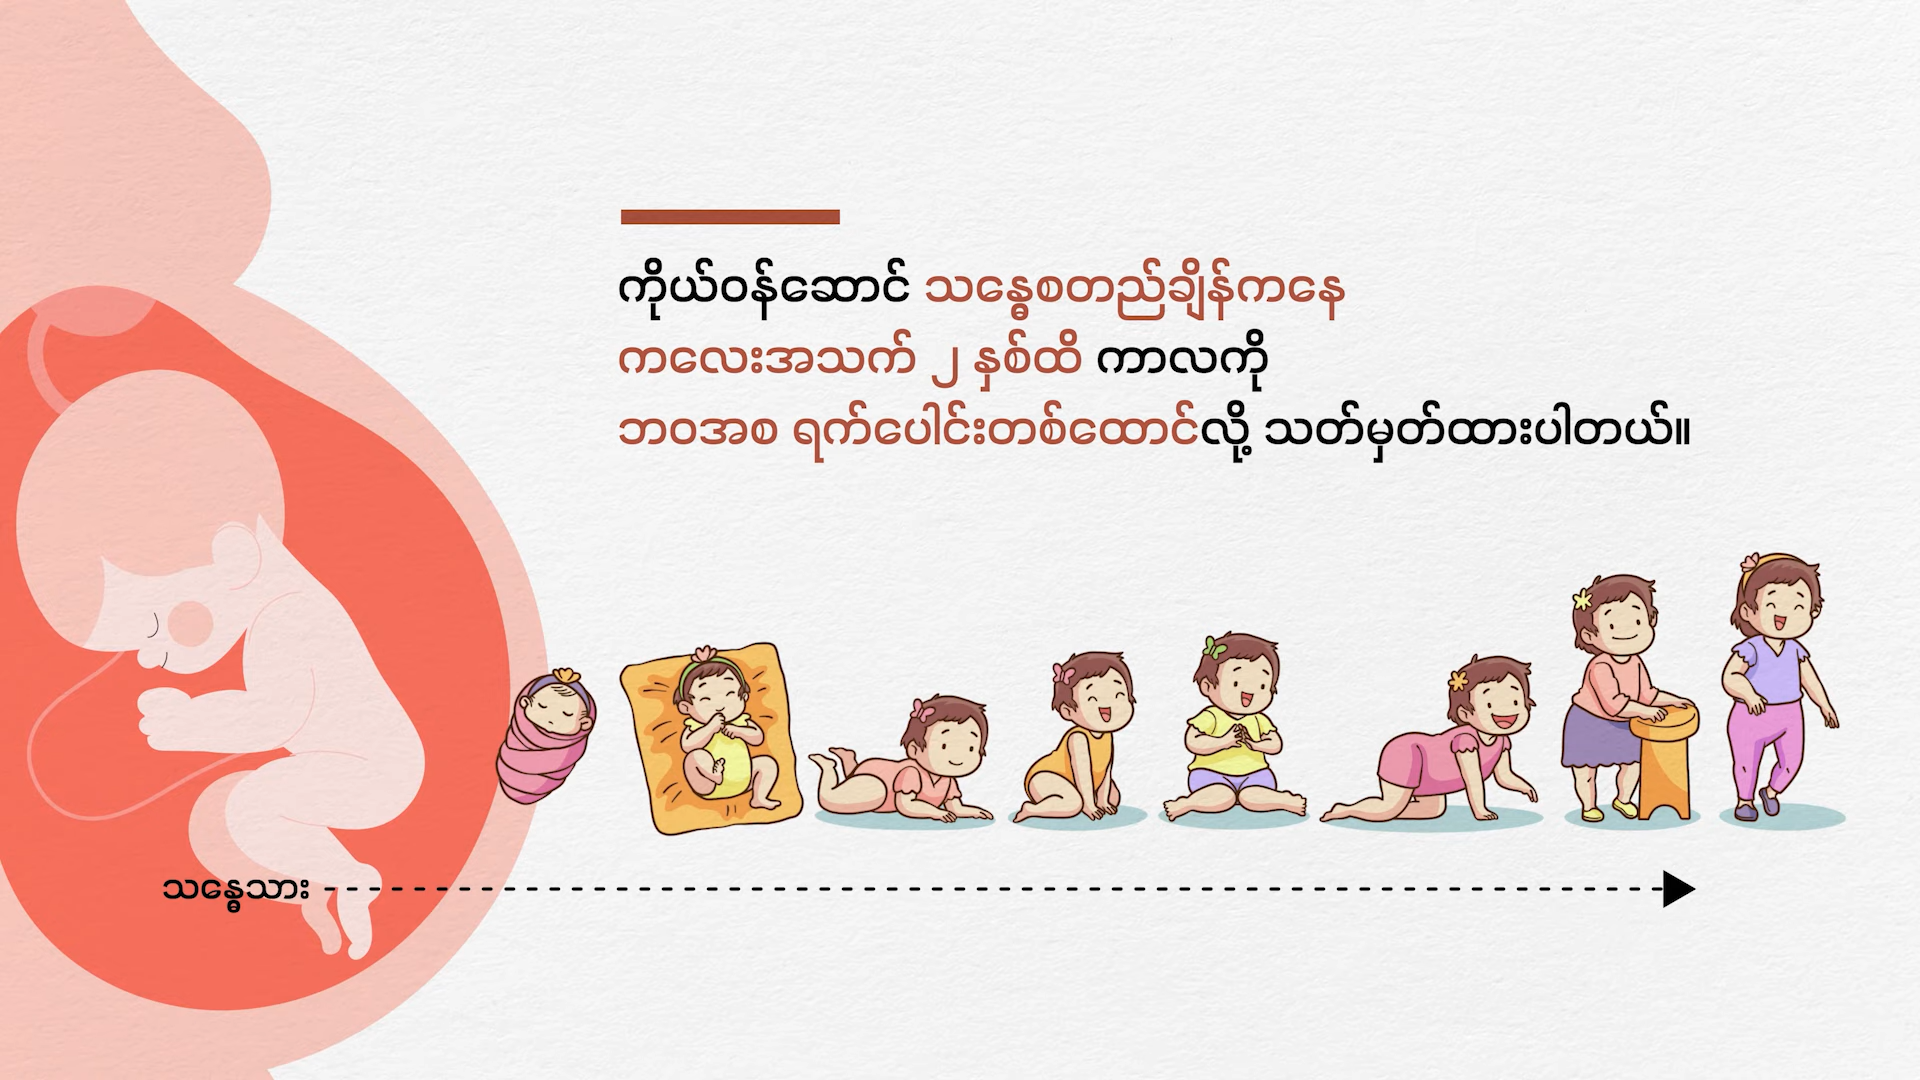 ကိုယ်ဝန်ဆောင် သန္ဓေစတည်ချိန်ကနေ
ကလေးအသက် ၂ နှစ်ထိ ကာလကို
ဘဝအစ ရက်ပေါင်းတစ်ထောင်လို့ သတ်မှတ်ထားပါတယ်။
သန္ဓေသား